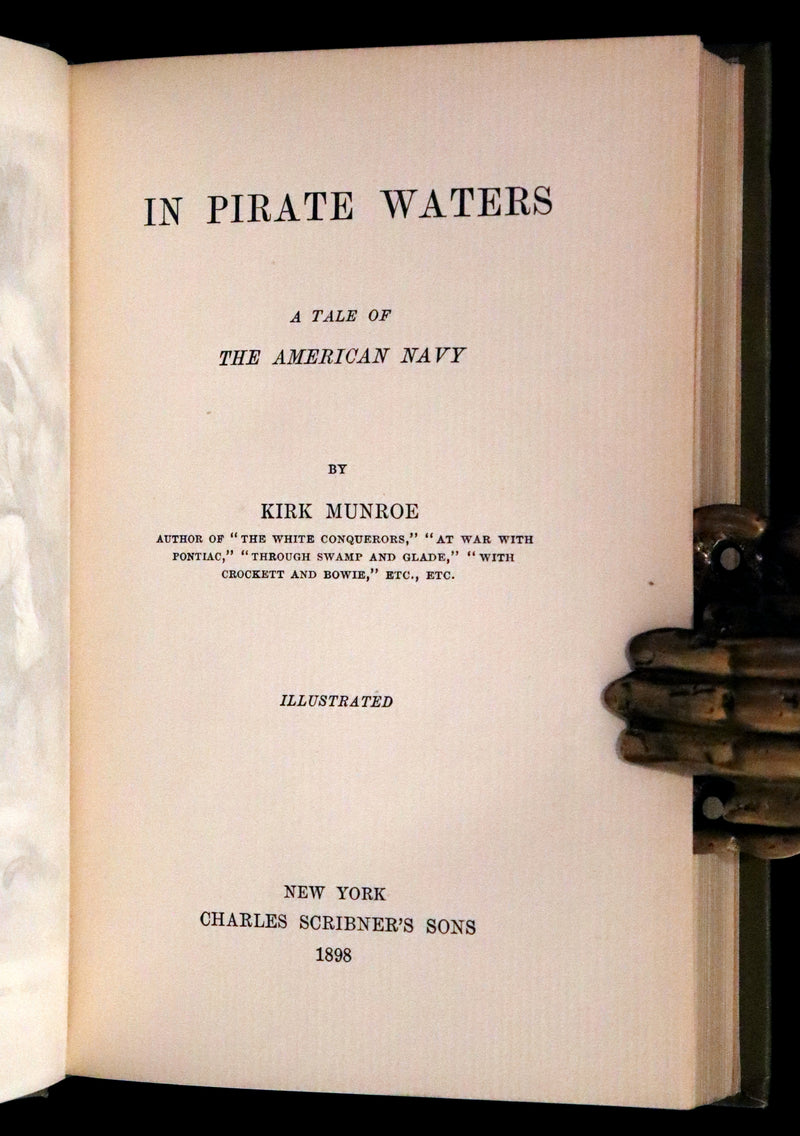 IN PIRATE WATERS
A TALE OF
THE AMERICAN NAVY
BY
KIRK MUNROE
AUTHOR OF "THE WHITE CONQUERORS," "AT WAR WITH
PONTIAC," "THROUGH SWAMP AND GLADE," "WITH
CROCKETT AND BOWIE," ETC., ETC.
ILLUSTRATED
NEW YORK
CHARLES SCRIBNER'S SONS
1898